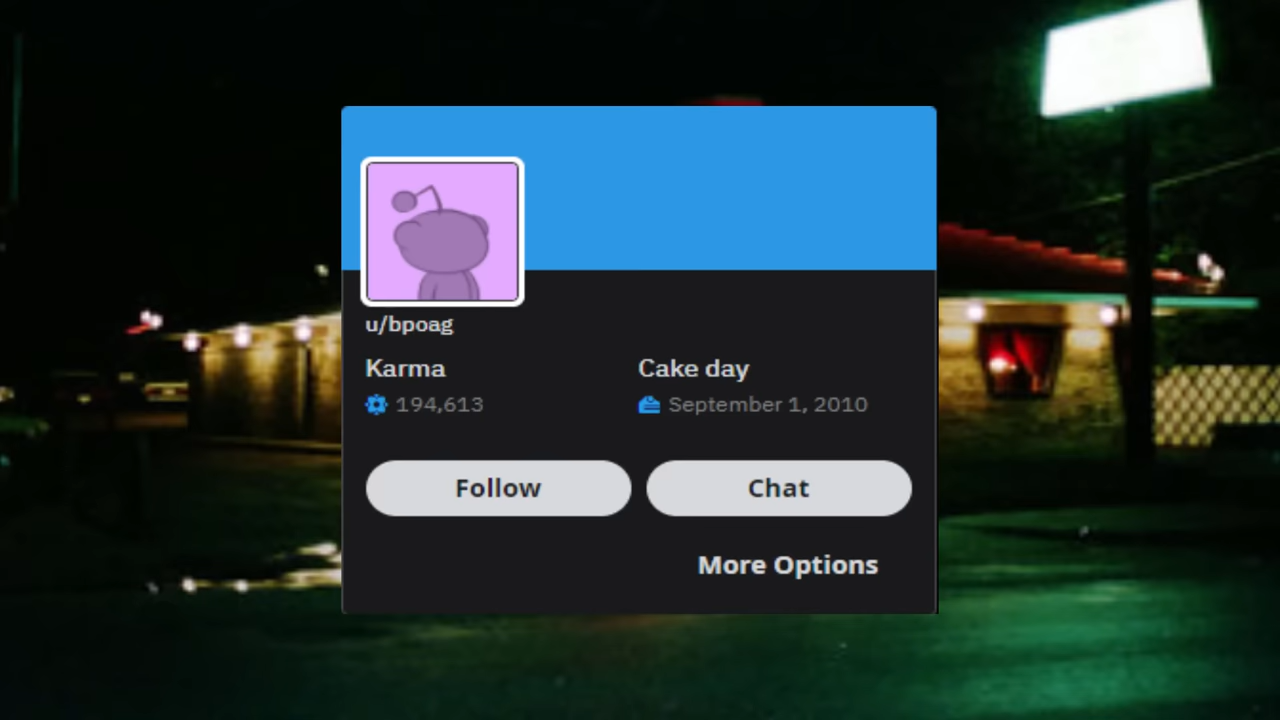 u/bpoag
Karma
Cake day
194,613
September 1, 2010
Follow
Chat
More Options